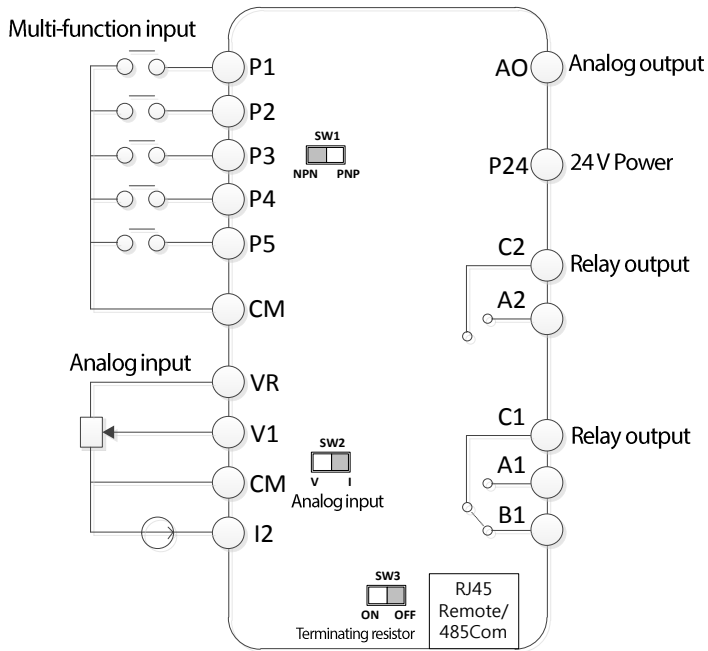 Multi-function input
P1
P2
P3
P4
P5
CM
SW1
NPN PNP
Analog input
VR
V1
CM
I2
SW2
V I
Analog input
SW3
ON OFF
Terminating resistor
RJ45
Remote/
485Com
AO Analog output
P24 24 V Power
C2 Relay output
A2
C1 Relay output
A1
B1